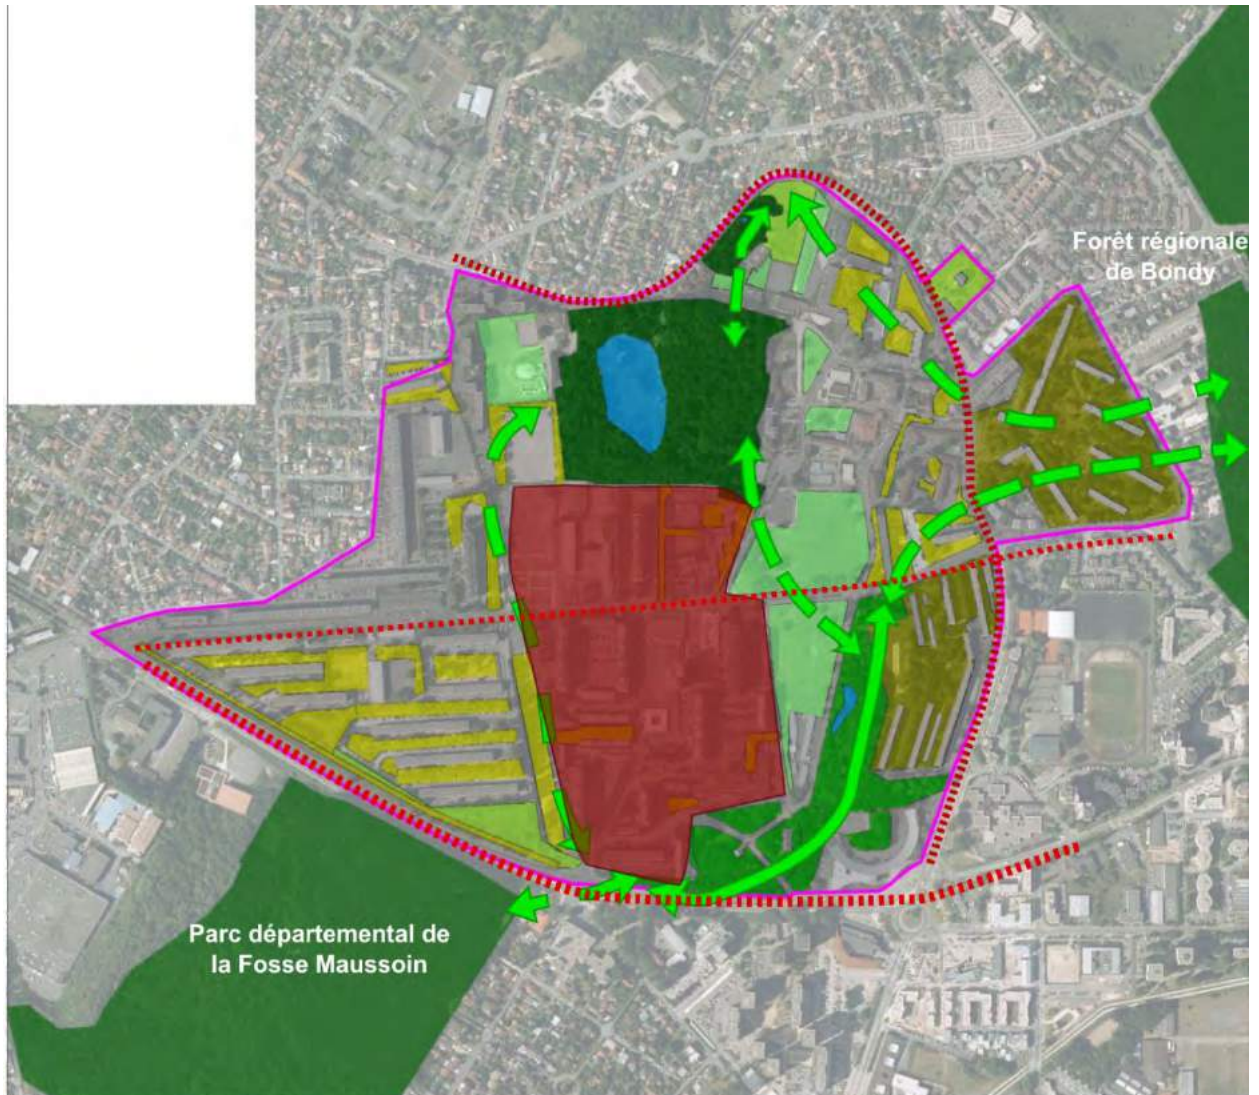 Forêt régionale
de Bondy
Parc départemental de
la Fosse Maussoin